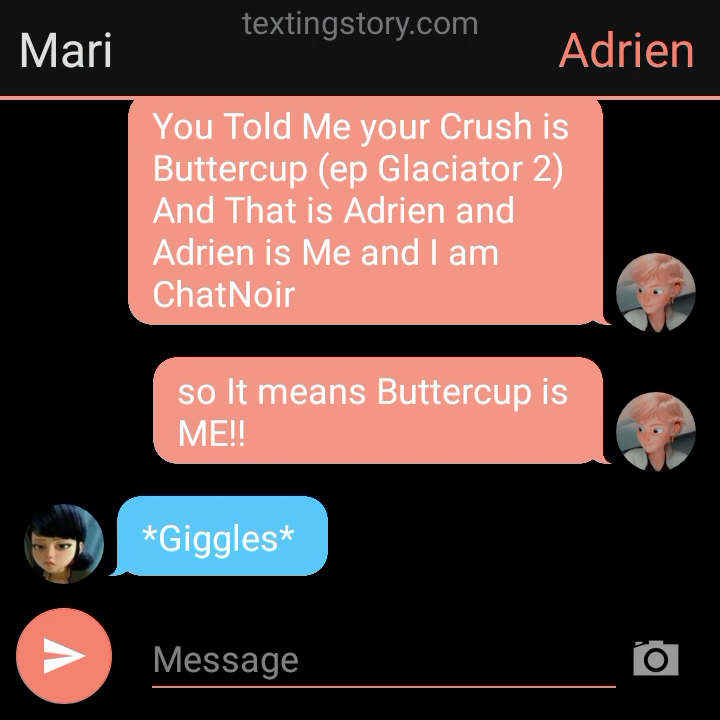 textingstory.com
Mari
Adrien
You Told Me your Crush is
Buttercup (ep Glaciator 2)
And That is Adrien and
Adrien is Me and I am
ChatNoir
so It means Buttercup is
ME!!
*Giggles*
Message